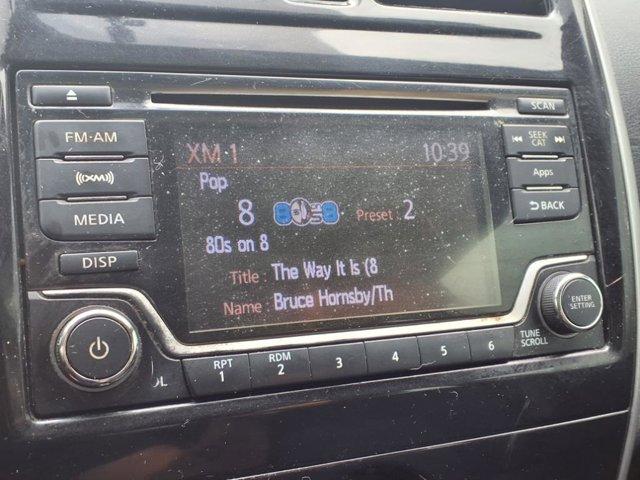 SCAN
FM·AM
SEEK
CAT
XM 1 10:39
Pop
((XM))
Apps
8 Preset : 2
BACK
MEDIA
80s on 8
DISP
Title : The Way It Is (8
Name : Bruce Hornsby/Th
ENTER
SETTING
TUNE
SCROLL
RPT RDM
1 2 3 4 5 6